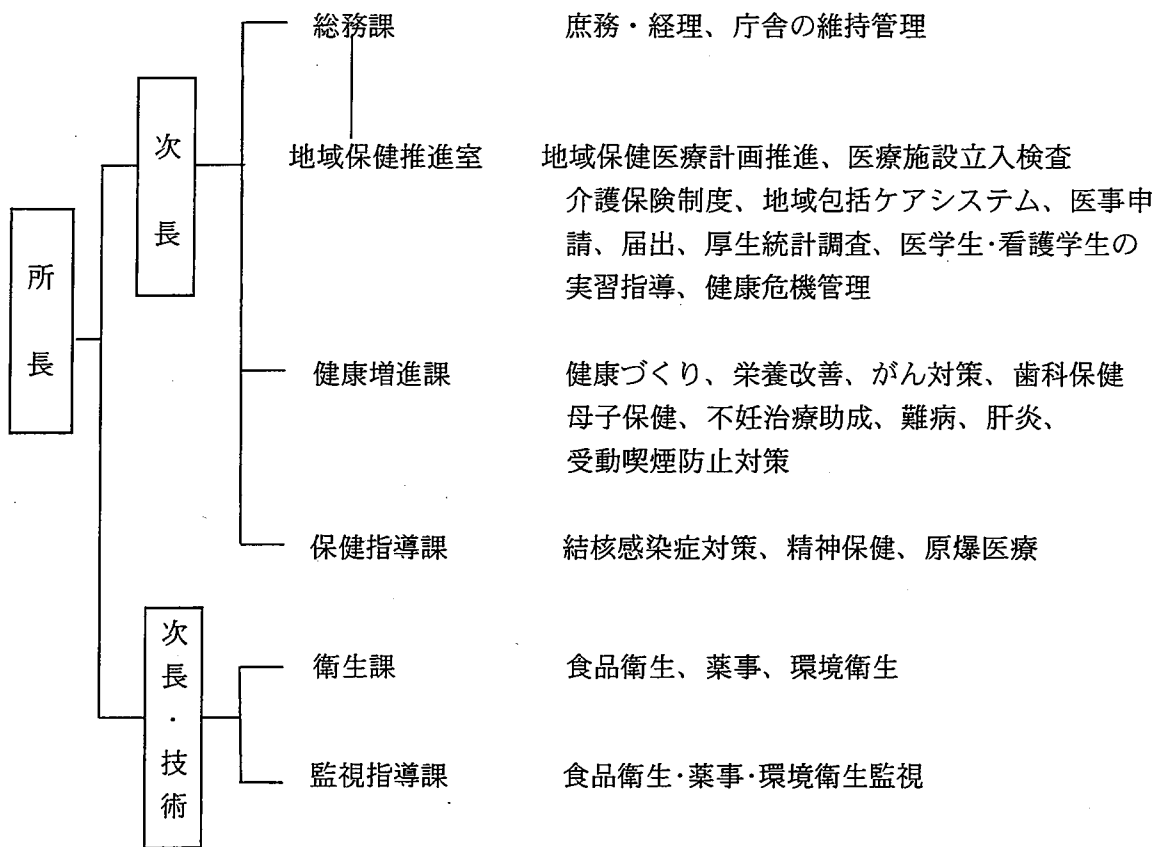 所長
次長
総務課 庶務・経理、庁舎の維持管理
地域保健推進室 地域保健医療計画推進、医療施設立入検査
介護保険制度、地域包括ケアシステム、医事申
請、届出、厚生統計調査、医学生・看護学生の
実習指導、健康危機管理
健康増進課 健康づくり、栄養改善、がん対策、歯科保健
母子保健、不妊治療助成、難病、肝炎、
受動喫煙防止対策
保健指導課 結核感染症対策、精神保健、原爆医療
次長・技術
衛生課 食品衛生、薬事、環境衛生
監視指導課 食品衛生・薬事・環境衛生監視